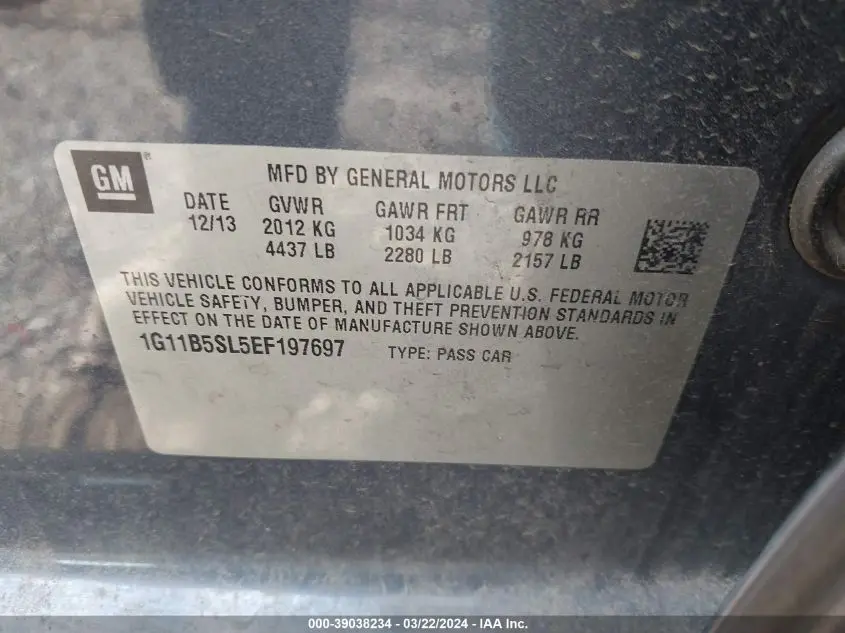 GM®
MFD BY GENERAL MOTORS LLC
DATE GVWR GAWR FRT GAWR RR
12/13 2012 KG 1034 KG 978 KG
4437 LB 2280 LB 2157 LB
THIS VEHICLE CONFORMS TO ALL APPLICABLE U.S. FEDERAL MOTOR
VEHICLE SAFETY, BUMPER, AND THEFT PREVENTION STANDARDS IN
EFFECT ON THE DATE OF MANUFACTURE SHOWN ABOVE.
1G11B5SL5EF197697 TYPE: PASS CAR
000-39038234 - 03/22/2024 - IAA Inc.